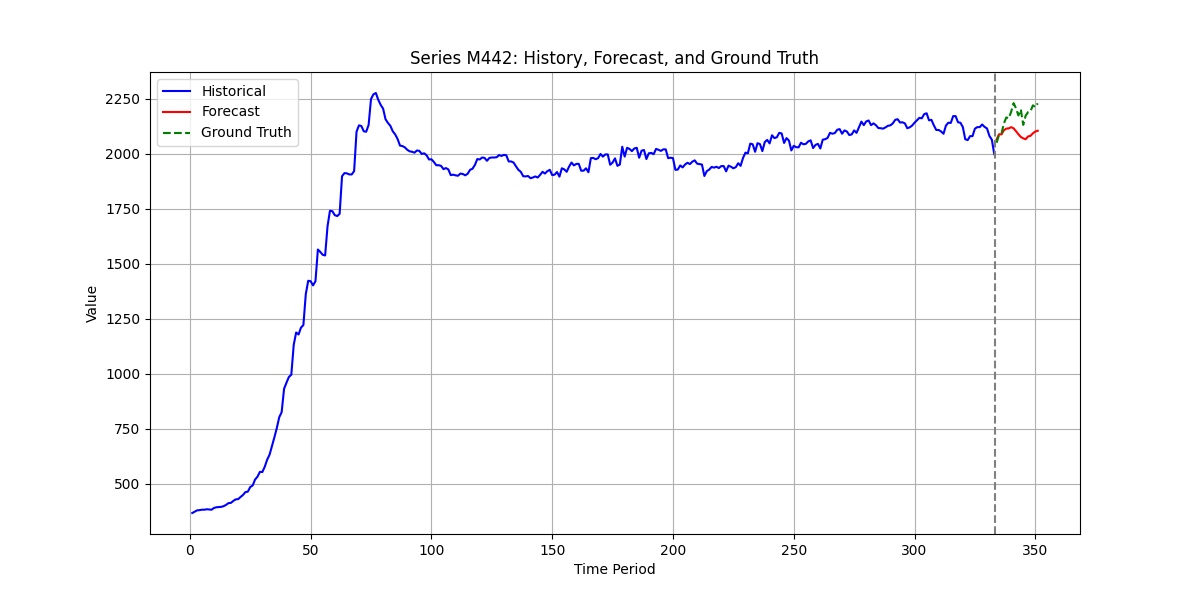 Series M442: History, Forecast, and Ground Truth
Historical
Forecast
Ground Truth
2250
2000
1750
1500
1250
1000
750
500
Value
0 50 100 150 200 250 300 350
Time Period